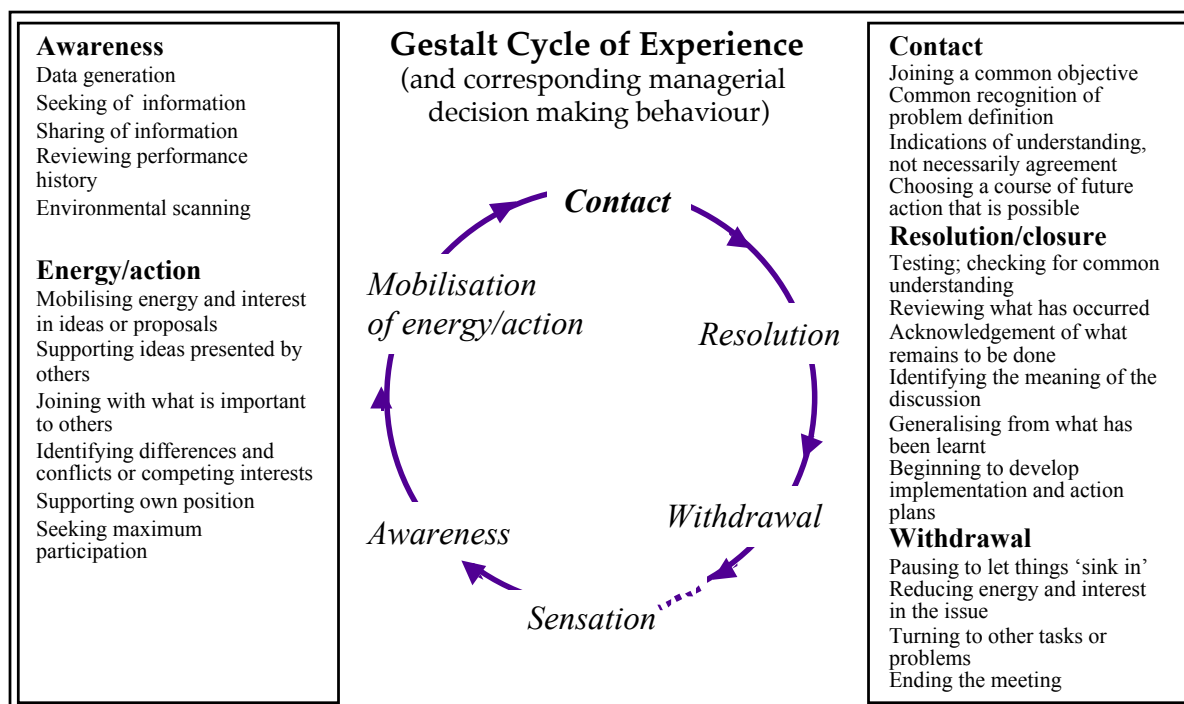 Awareness
Data generation
Seeking of information
Sharing of information
Reviewing performance
history
Environmental scanning
Energy/action
Mobilising energy and interest
in ideas or proposals
Supporting ideas presented by
others
Joining with what is important
to others
Identifying differences and
conflicts or competing interests
Supporting own position
Seeking maximum
participation
Gestalt Cycle of Experience
(and corresponding managerial
decision making behaviour)
Contact
Mobilisation
of energy/action
Resolution
Withdrawal
Awareness
Sensation
Contact
Joining a common objective
Common recognition of
problem definition
Indications of understanding,
not necessarily agreement
Choosing a course of future
action that is possible
Resolution/closure
Testing; checking for common
understanding
Reviewing what has occurred
Acknowledgement of what
remains to be done
Identifying the meaning of the
discussion
Generalising from what has
been learnt
Beginning to develop
implementation and action
plans
Withdrawal
Pausing to let things ‘sink in’
Reducing energy and interest
in the issue
Turning to other tasks or
problems
Ending the meeting